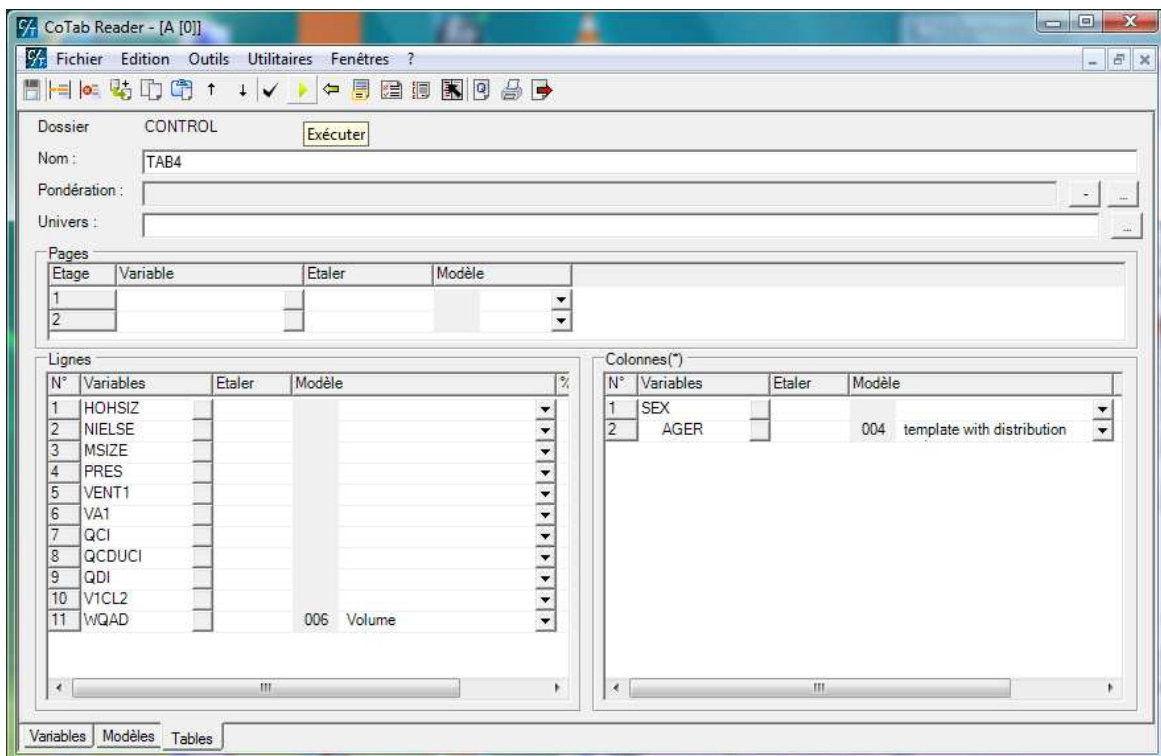 CoTab Reader - [A [0]]
Fichier Edition Outils Utilitaires Fenêtres ?
Dossier CONTROL
Exécuter
Nom : TAB4
Pondération : - ...
Univers : ...
Pages
Etage Variable Etaler Modèle
1
2
Lignes
N° Variables Etaler Modèle %
1 HOHSIZ
2 NIELSE
3 MSIZE
4 PRES
5 VENT1
6 VA1
7 QCI
8 QCDUCI
9 QDI
10 V1CL2
11 WQAD 006 Volume
Colonnes(*)
N° Variables Etaler Modèle
1 SEX
2 AGER 004 template with distribution
Variables Modèles Tables